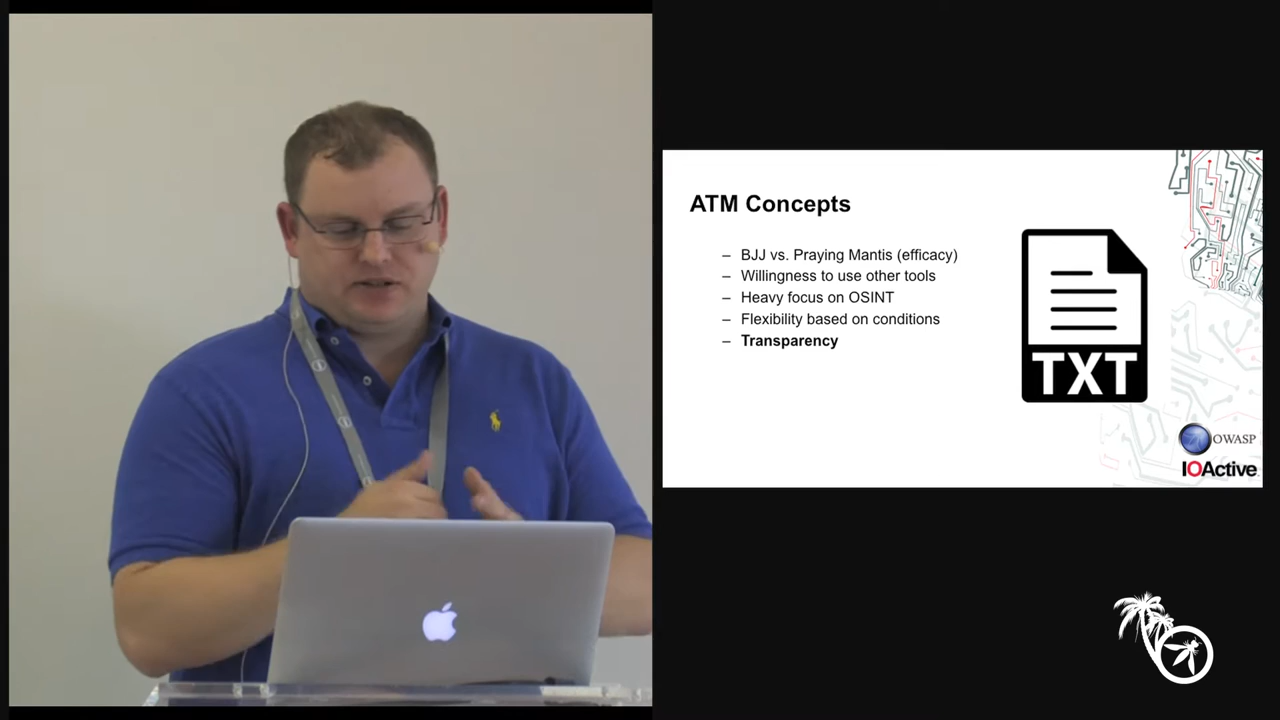 ATM Concepts
– BJJ vs. Praying Mantis (efficacy)
– Willingness to use other tools
– Heavy focus on OSINT
– Flexibility based on conditions
– Transparency
TXT
OWASP
IOActive